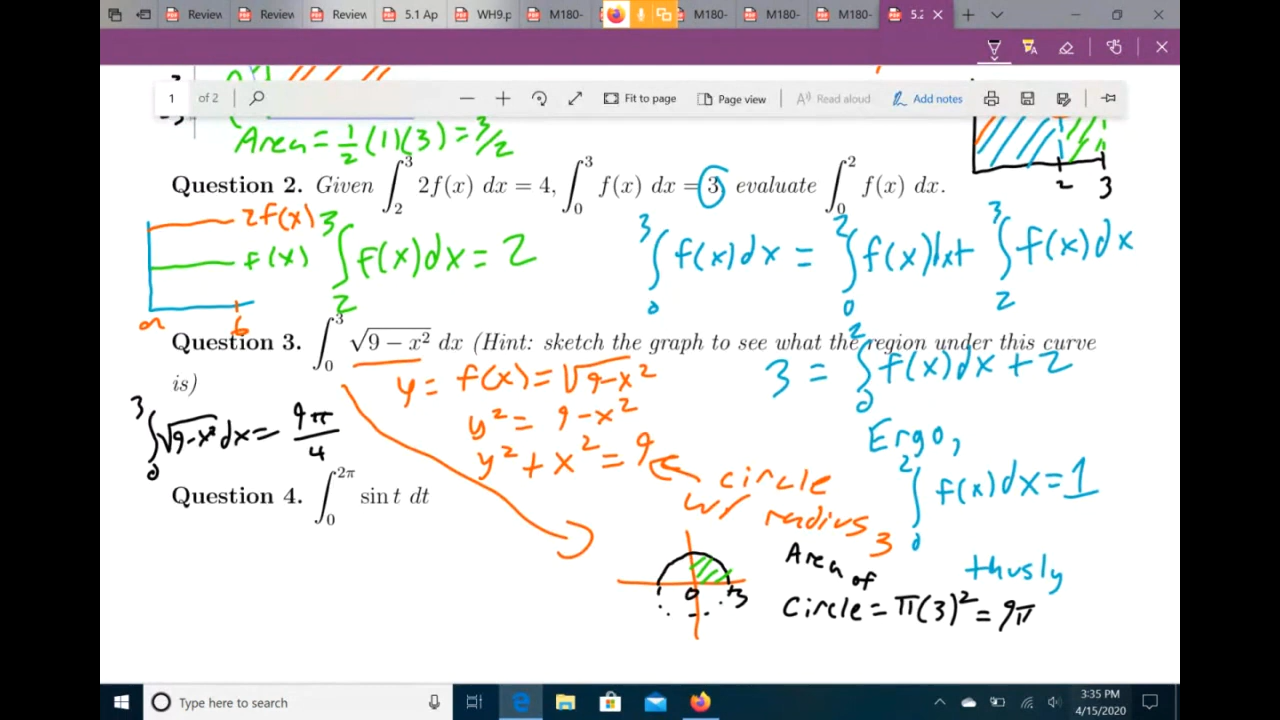 Review
Review
Review
5.1 Ap
WH9.p
M180-
M180-
M180-
M180-
5.2
1 of 2
Fit to page
Page view
Read aloud
Add notes
Area = 1/2 (1)(3) = 3/2
2 3
Question 2. Given ∫_2^3 2f(x) dx = 4, ∫_0^3 f(x) dx = 3 evaluate ∫_0^2 f(x) dx.
2f(x)
f(x)
a b
∫_2^3 f(x)dx = 2
∫_0^3 f(x)dx = ∫_0^2 f(x)dx + ∫_2^3 f(x)dx
Question 3. ∫_0^3 √(9 − x²) dx (Hint: sketch the graph to see what the region under this curve
is)
3 = ∫_0^2 f(x)dx + 2
y = f(x) = √(9-x²)
y² = 9-x²
y² + x² = 9
circle
w/ radius 3
∫_0^3 √(9-x²) dx = 9π/4
Ergo,
∫_0^2 f(x)dx = 1
thusly
Question 4. ∫_0^{2π} sin t dt
0 3
Area of
Circle = π(3)² = 9π
Type here to search
3:35 PM
4/15/2020